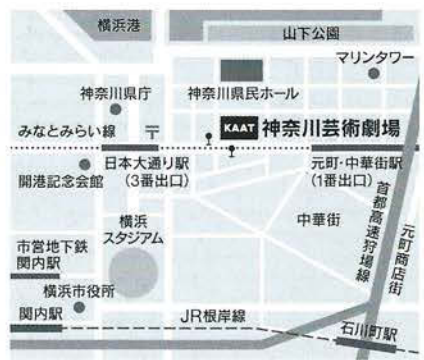 横浜港
山下公園
マリンタワー
神奈川県庁
神奈川県民ホール
みなとみらい線
〒
KAAT 神奈川芸術劇場
日本大通り駅
(3番出口)
元町・中華街駅
(1番出口)
開港記念会館
横浜
スタジアム
中華街
首都高速狩場線
元町商店街
市営地下鉄
関内駅
横浜市役所
関内駅
JR根岸線
石川町駅